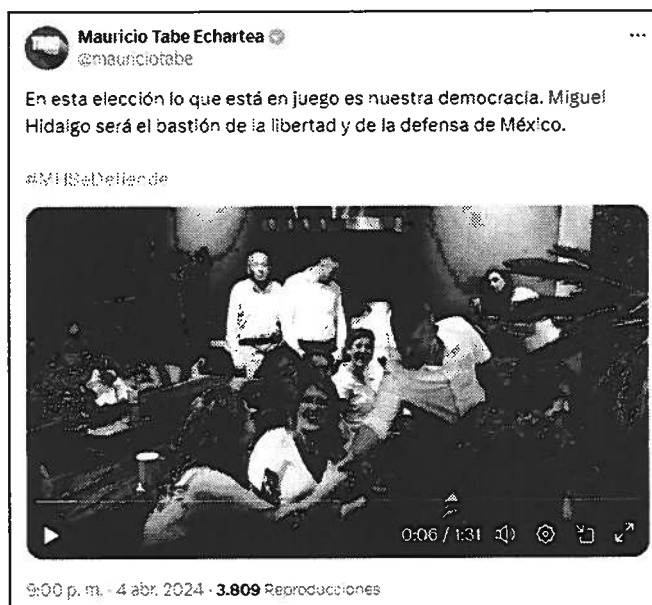 Mauricio Tabe Echartea
@mauriciotabe
En esta elección lo que está en juego es nuestra democracia. Miguel
Hidalgo será el bastión de la libertad y de la defensa de México.
#MHSeDefiende
0:06 / 1:31
9:00 p. m. · 4 abr. 2024 · 3.809 Reproducciones